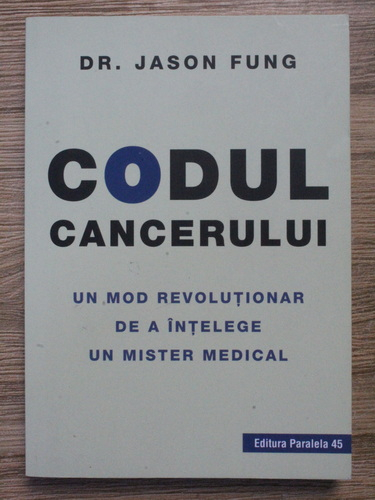 DR. JASON FUNG
CODUL
CANCERULUI
UN MOD REVOLUȚIONAR
DE A ÎNȚELEGE
UN MISTER MEDICAL
Editura Paralela 45